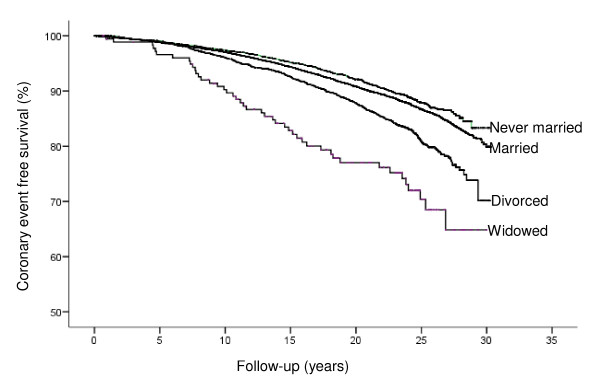 Coronary event free survival (%)
100
90
80
70
60
50
Never married
Married
Divorced
Widowed
0 5 10 15 20 25 30 35
Follow-up (years)